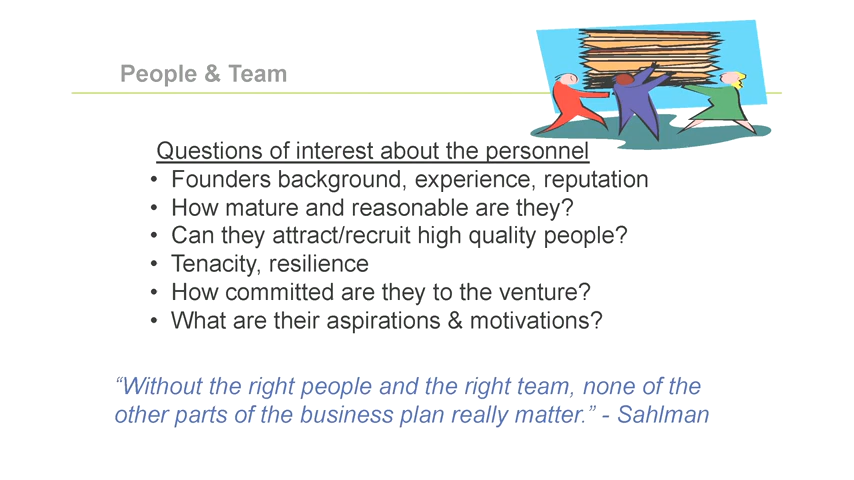 People & Team
Questions of interest about the personnel
• Founders background, experience, reputation
• How mature and reasonable are they?
• Can they attract/recruit high quality people?
• Tenacity, resilience
• How committed are they to the venture?
• What are their aspirations & motivations?
“Without the right people and the right team, none of the
other parts of the business plan really matter.” - Sahlman